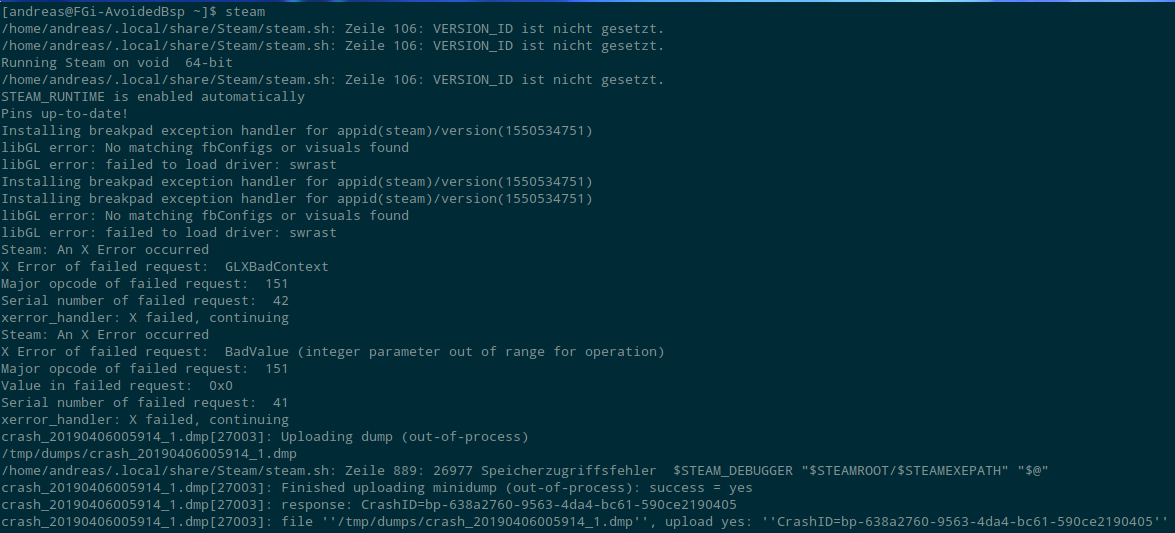 [andreas@FGi-AvoidedBsp ~]$ steam
/home/andreas/.local/share/Steam/steam.sh: Zeile 106: VERSION_ID ist nicht gesetzt.
/home/andreas/.local/share/Steam/steam.sh: Zeile 106: VERSION_ID ist nicht gesetzt.
Running Steam on void  64-bit
/home/andreas/.local/share/Steam/steam.sh: Zeile 106: VERSION_ID ist nicht gesetzt.
STEAM_RUNTIME is enabled automatically
Pins up-to-date!
Installing breakpad exception handler for appid(steam)/version(1550534751)
libGL error: No matching fbConfigs or visuals found
libGL error: failed to load driver: swrast
Installing breakpad exception handler for appid(steam)/version(1550534751)
Installing breakpad exception handler for appid(steam)/version(1550534751)
libGL error: No matching fbConfigs or visuals found
libGL error: failed to load driver: swrast
Steam: An X Error occurred
X Error of failed request:  GLXBadContext
Major opcode of failed request:  151
Serial number of failed request:  42
xerror_handler: X failed, continuing
Steam: An X Error occurred
X Error of failed request:  BadValue (integer parameter out of range for operation)
Major opcode of failed request:  151
Value in failed request:  0x0
Serial number of failed request:  41
xerror_handler: X failed, continuing
crash_20190406005914_1.dmp[27003]: Uploading dump (out-of-process)
/tmp/dumps/crash_20190406005914_1.dmp
/home/andreas/.local/share/Steam/steam.sh: Zeile 889: 26977 Speicherzugriffsfehler  $STEAM_DEBUGGER "$STEAMROOT/$STEAMEXEPATH" "$@"
crash_20190406005914_1.dmp[27003]: Finished uploading minidump (out-of-process): success = yes
crash_20190406005914_1.dmp[27003]: response: CrashID=bp-638a2760-9563-4da4-bc61-590ce2190405
crash_20190406005914_1.dmp[27003]: file ''/tmp/dumps/crash_20190406005914_1.dmp'', upload yes: ''CrashID=bp-638a2760-9563-4da4-bc61-590ce2190405''